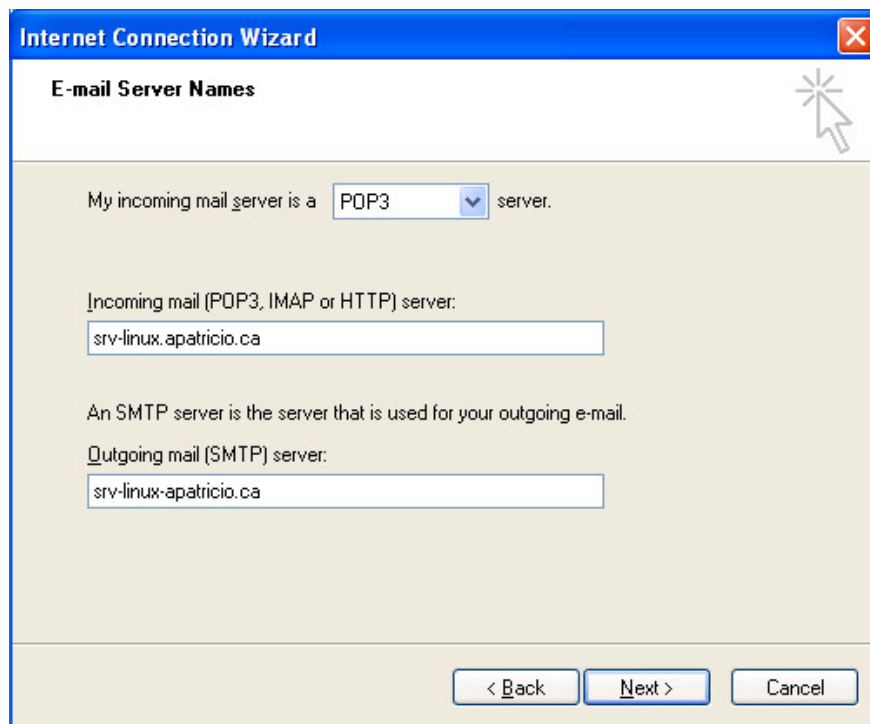 Internet Connection Wizard
E-mail Server Names
My incoming mail server is a POP3 server.
Incoming mail (POP3, IMAP or HTTP) server:
srv-linux.apatricio.ca
An SMTP server is the server that is used for your outgoing e-mail.
Outgoing mail (SMTP) server:
srv-linux-apatricio.ca
< Back Next > Cancel